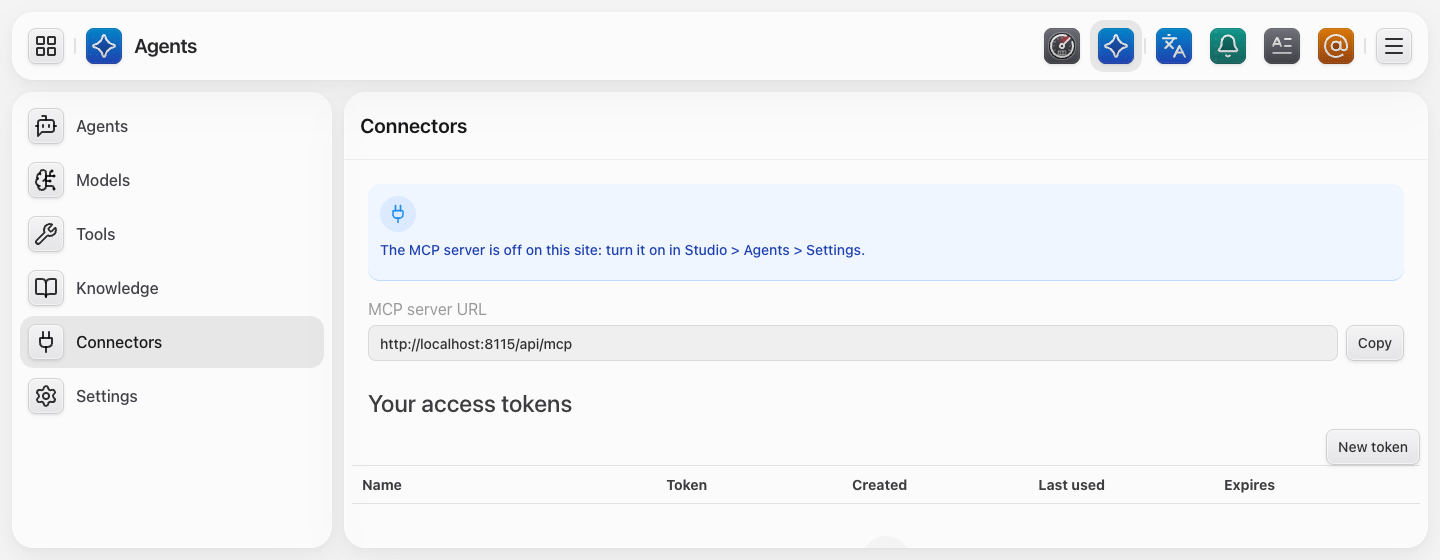 Agents
Agents
Models
Tools
Knowledge
Connectors
Settings
Connectors
The MCP server is off on this site: turn it on in Studio > Agents > Settings.
MCP server URL
http://localhost:8115/api/mcp
Copy
Your access tokens
New token
Name Token Created Last used Expires